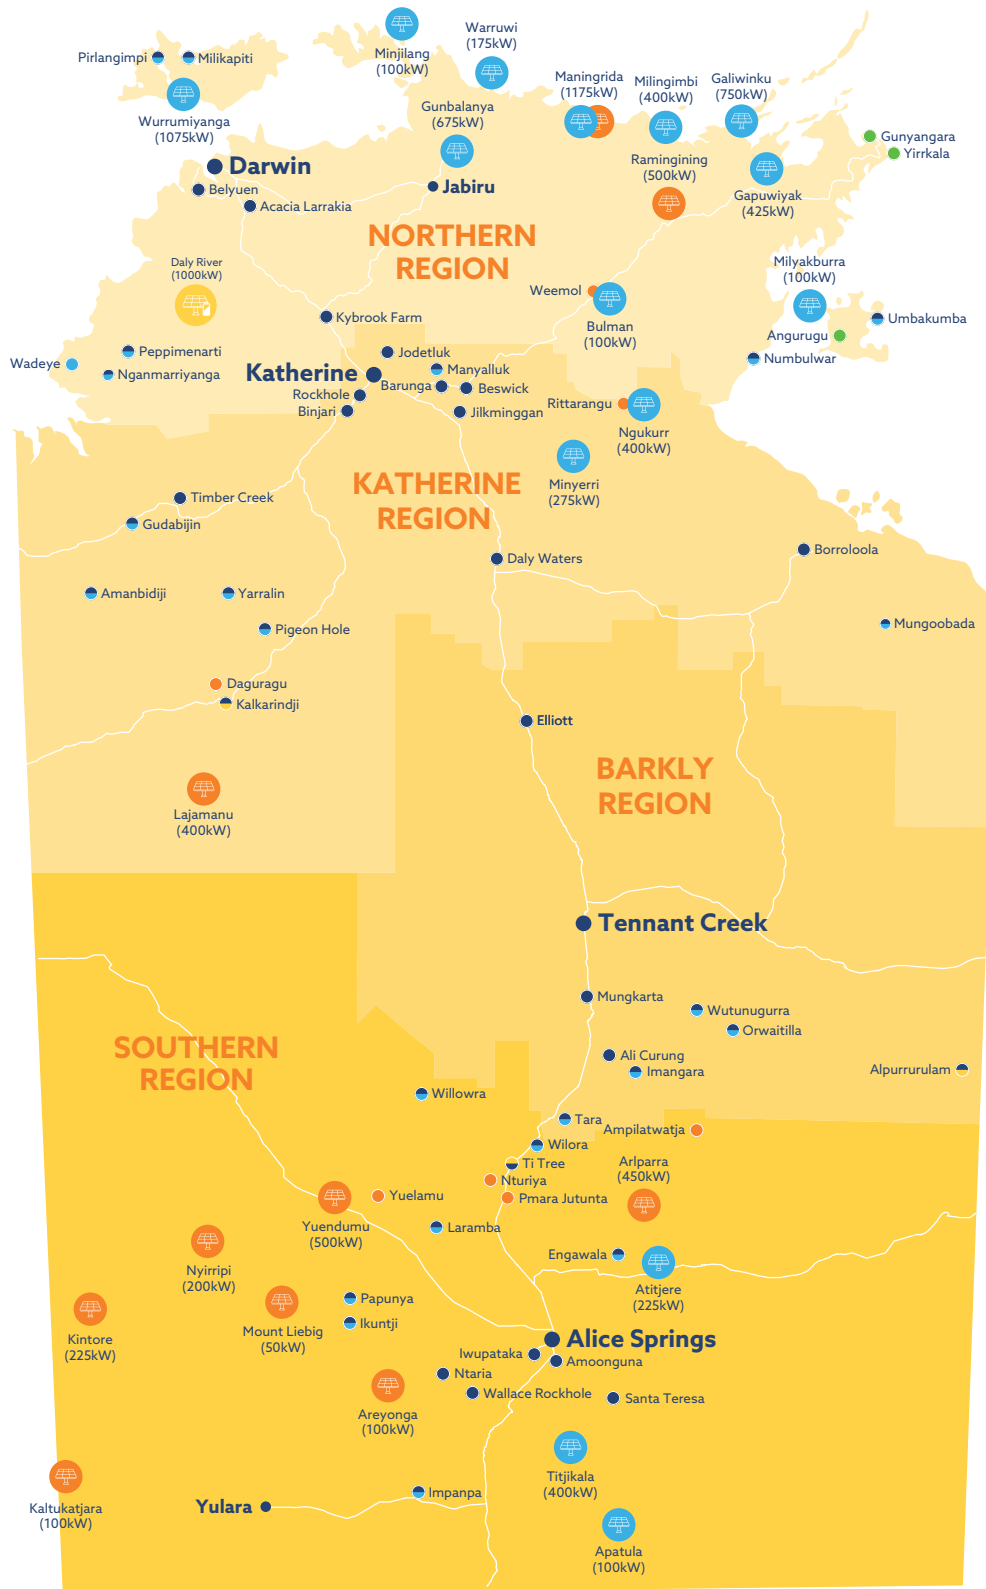 Minjilang
(100kW)
Warruwi
(175kW)
Pirlangimpi
Milikapiti
Maningrida
(1175kW)
Milingimbi
(400kW)
Galiwinku
(750kW)
Wurrumiyanga
(1075kW)
Gunbalanya
(675kW)
Gunyangara
Yirrkala
Darwin
Ramingining
(500kW)
Belyuen
Jabiru
Gapuwiyak
(425kW)
Acacia Larrakia
NORTHERN
REGION
Daly River
(1000kW)
Milyakburra
(100kW)
Weemol
Bulman
(100kW)
Kybrook Farm
Umbakumba
Angurugu
Peppimenarti
Jodetluk
Numbulwar
Wadeye
Nganmarriyanga
Katherine
Manyalluk
Barunga
Beswick
Rockhole
Binjari
Jilkminggan
Rittarangu
Ngukurr
(400kW)
KATHERINE
REGION
Minyerri
(275kW)
Timber Creek
Gudabijin
Daly Waters
Borroloola
Amanbidiji
Yarralin
Pigeon Hole
Mungoobada
Daguragu
Kalkarindji
Elliott
BARKLY
REGION
Lajamanu
(400kW)
Tennant Creek
Mungkarta
Wutunugurra
Orwaitilla
SOUTHERN
REGION
Ali Curung
Imangara
Alpurrurulam
Willowra
Tara
Ampilatwatja
Wilora
Ti Tree
Arlparra
(450kW)
Nturiya
Yuelamu
Pmara Jutunta
Yuendumu
(500kW)
Laramba
Engawala
Nyirripi
(200kW)
Atitjere
(225kW)
Papunya
Mount Liebig
(50kW)
Ikuntji
Kintore
(225kW)
Alice Springs
Iwupataka
Amoonguna
Ntaria
Wallace Rockhole
Santa Teresa
Areyonga
(100kW)
Titjikala
(400kW)
Impanpa
Kaltukatjara
(100kW)
Yulara
Apatula
(100kW)